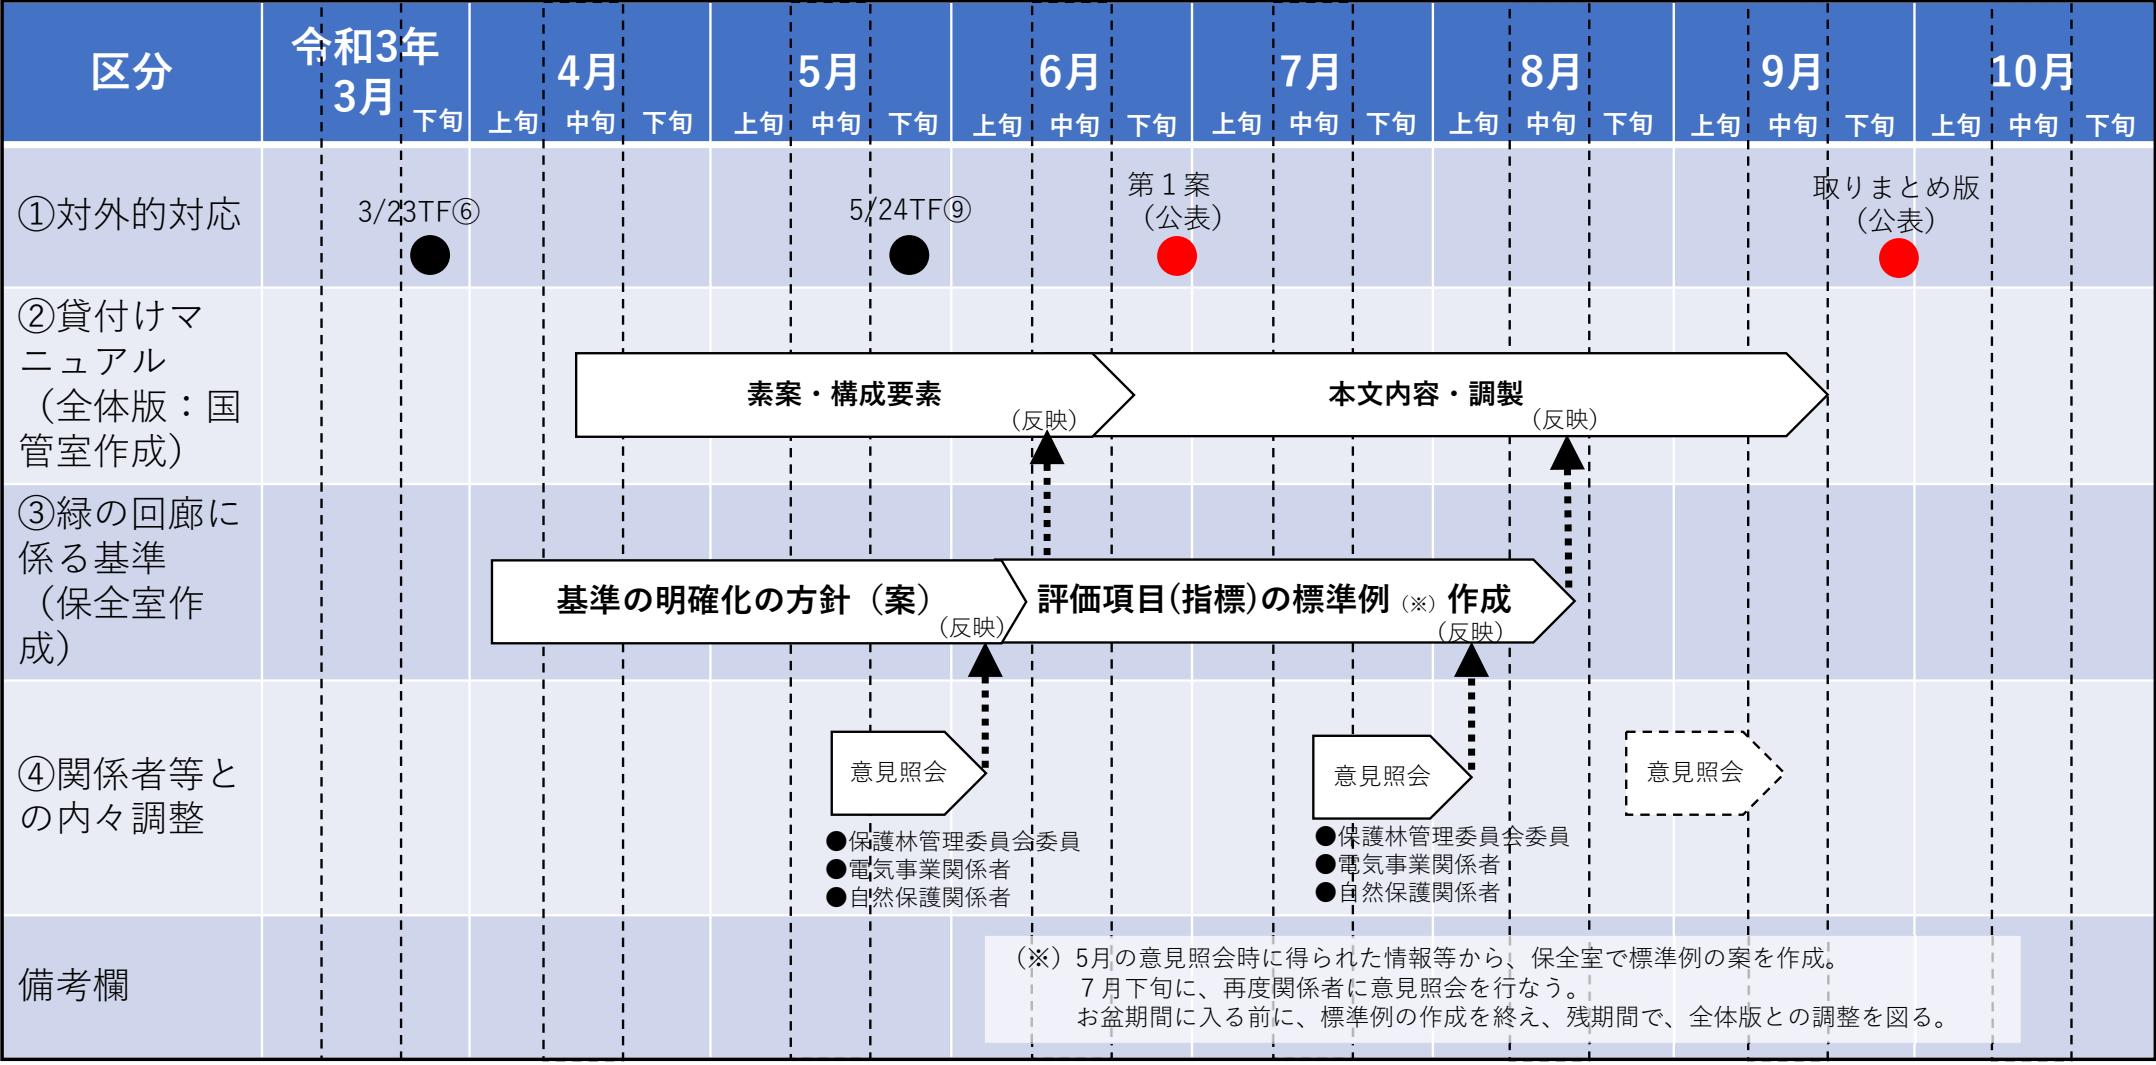 区分
令和3年
3月
下旬
4月
上旬 中旬 下旬
5月
上旬 中旬 下旬
6月
上旬 中旬 下旬
7月
上旬 中旬 下旬
8月
上旬 中旬 下旬
9月
上旬 中旬 下旬
10月
上旬 中旬 下旬
①対外的対応
3/23TF⑥
5/24TF⑨
第１案
（公表）
取りまとめ版
（公表）
②貸付けマ
ニュアル
（全体版：国
管室作成）
素案・構成要素
（反映）
本文内容・調製
（反映）
③緑の回廊に
係る基準
（保全室作
成）
基準の明確化の方針（案）
（反映）
評価項目(指標)の標準例（※）作成
（反映）
④関係者等と
の内々調整
意見照会
●保護林管理委員会委員
●電気事業関係者
●自然保護関係者
意見照会
●保護林管理委員会委員
●電気事業関係者
●自然保護関係者
意見照会
備考欄
（※）5月の意見照会時に得られた情報等から、保全室で標準例の案を作成。
７月下旬に、再度関係者に意見照会を行なう。
お盆期間に入る前に、標準例の作成を終え、残期間で、全体版との調整を図る。